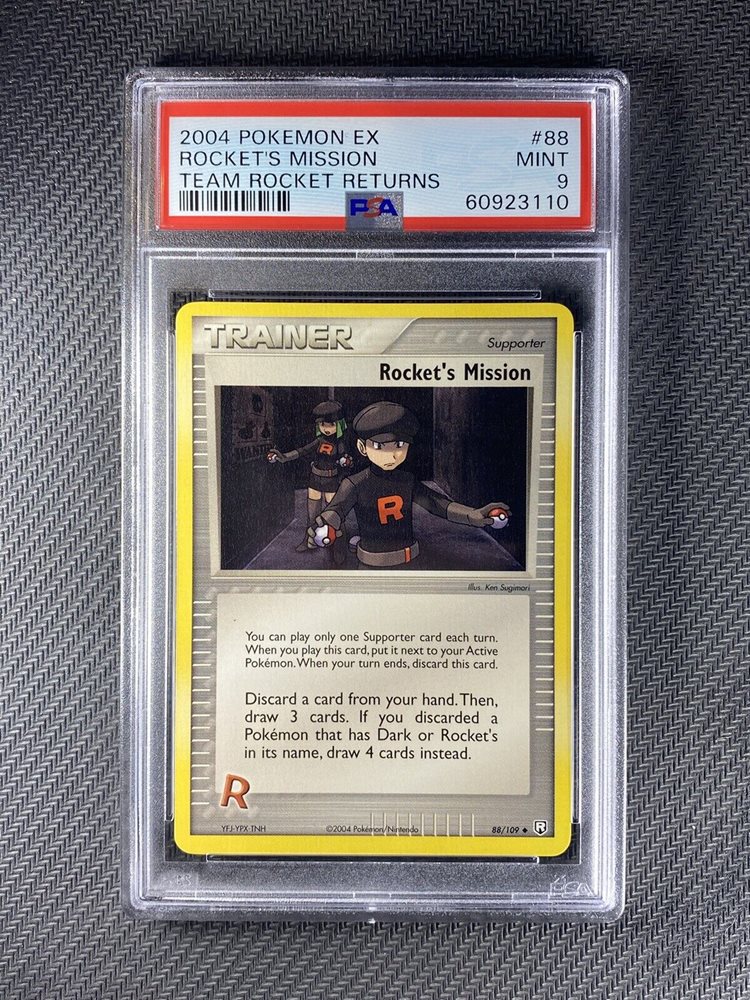 2004 POKEMON EX #88
ROCKET'S MISSION MINT
TEAM ROCKET RETURNS 9
PSA 60923110
TRAINER
Supporter
Rocket's Mission
WANTED
R
R
Illus. Ken Sugimori
You can play only one Supporter card each turn.
When you play this card, put it next to your Active
Pokémon. When your turn ends, discard this card.
Discard a card from your hand. Then,
draw 3 cards. If you discarded a
Pokémon that has Dark or Rocket's
in its name, draw 4 cards instead.
R
YFJ-YPX-TNH ©2004 Pokémon/Nintendo 88/109 ◆ R